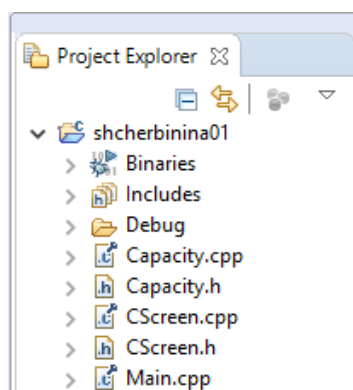 Project Explorer
shcherbinina01
Binaries
Includes
Debug
Capacity.cpp
Capacity.h
CScreen.cpp
CScreen.h
Main.cpp